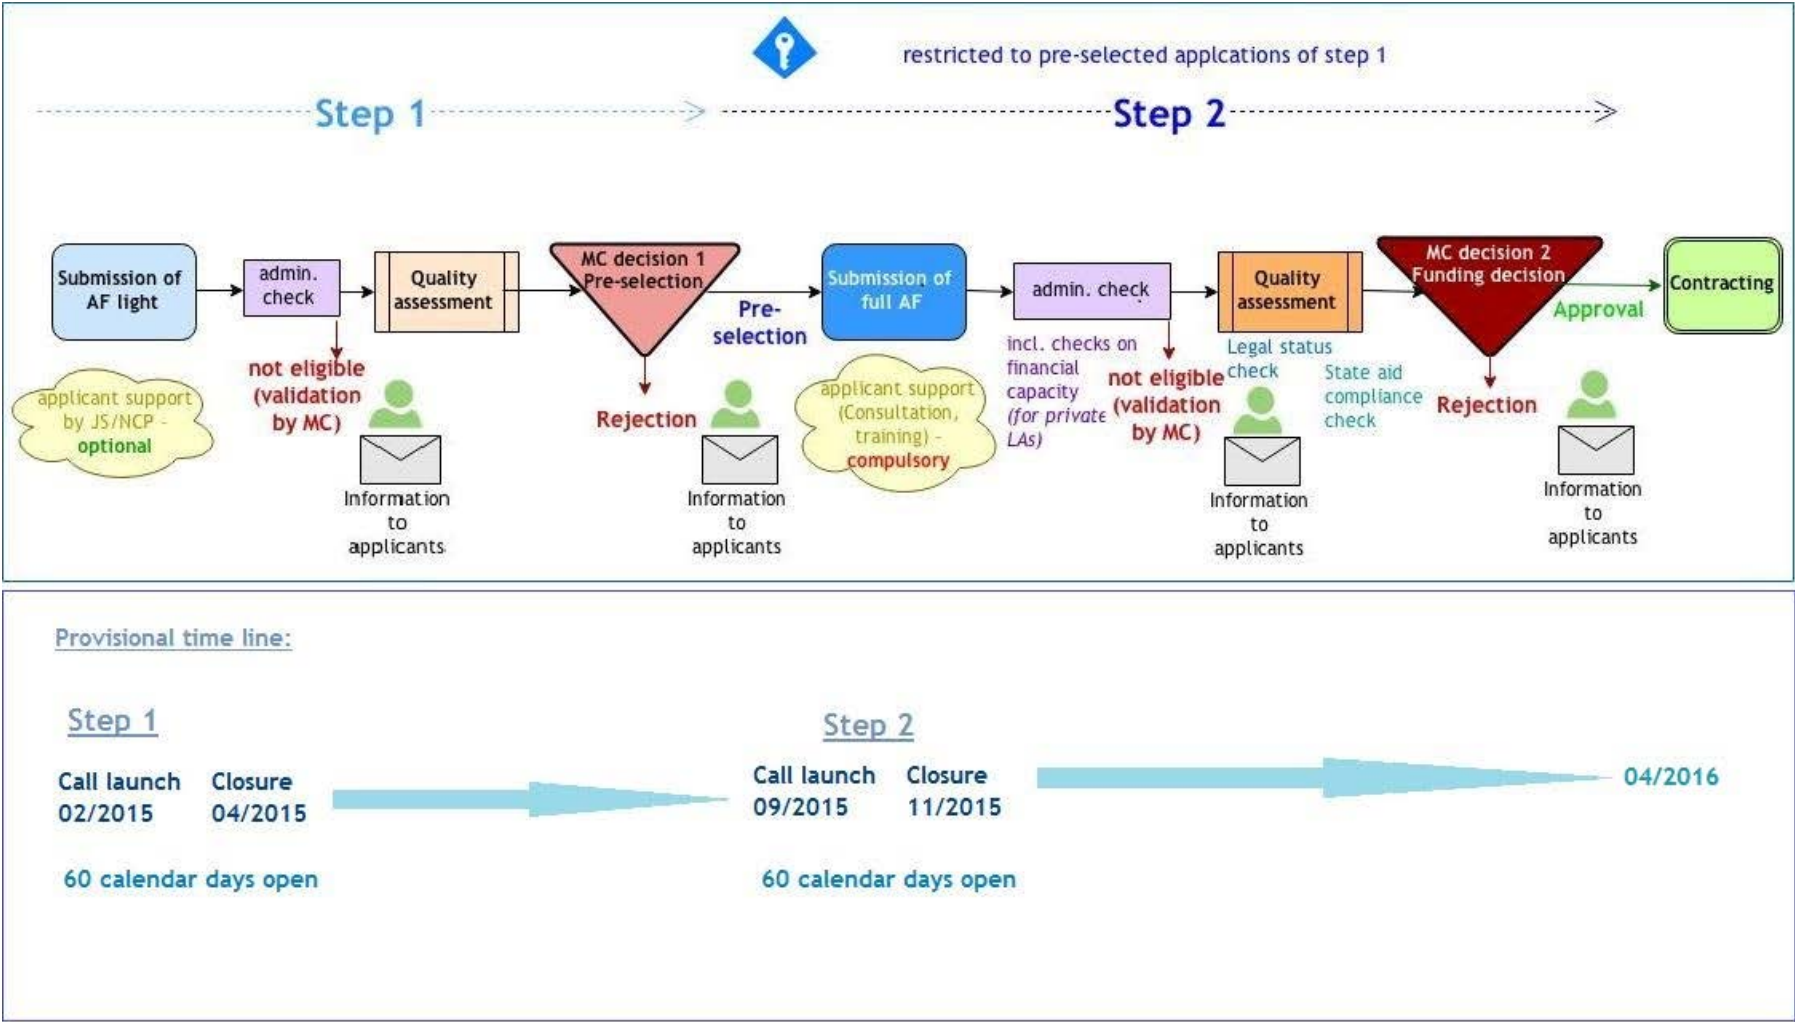 restricted to pre-selected applcations of step 1
Step 1
Step 2
Submission of
AF light
admin.
check
Quality
assessment
MC decision 1
Pre-selection
Pre-
selection
Submission of
full AF
admin. check
Quality
assessment
MC decision 2
Funding decision
Approval
Contracting
applicant support
by JS/NCP -
optional
not eligible
(validation
by MC)
Information
to
applicants
Rejection
Information
to
applicants
applicant support
(Consultation,
training) -
compulsory
incl. checks on
financial
capacity
(for private
LAs)
not eligible
(validation
by MC)
Legal status
check
State aid
compliance
check
Information
to
applicants
Rejection
Information
to
applicants
Provisional time line:
Step 1
Call launch Closure
02/2015 04/2015
60 calendar days open
Step 2
Call launch Closure
09/2015 11/2015
60 calendar days open
04/2016